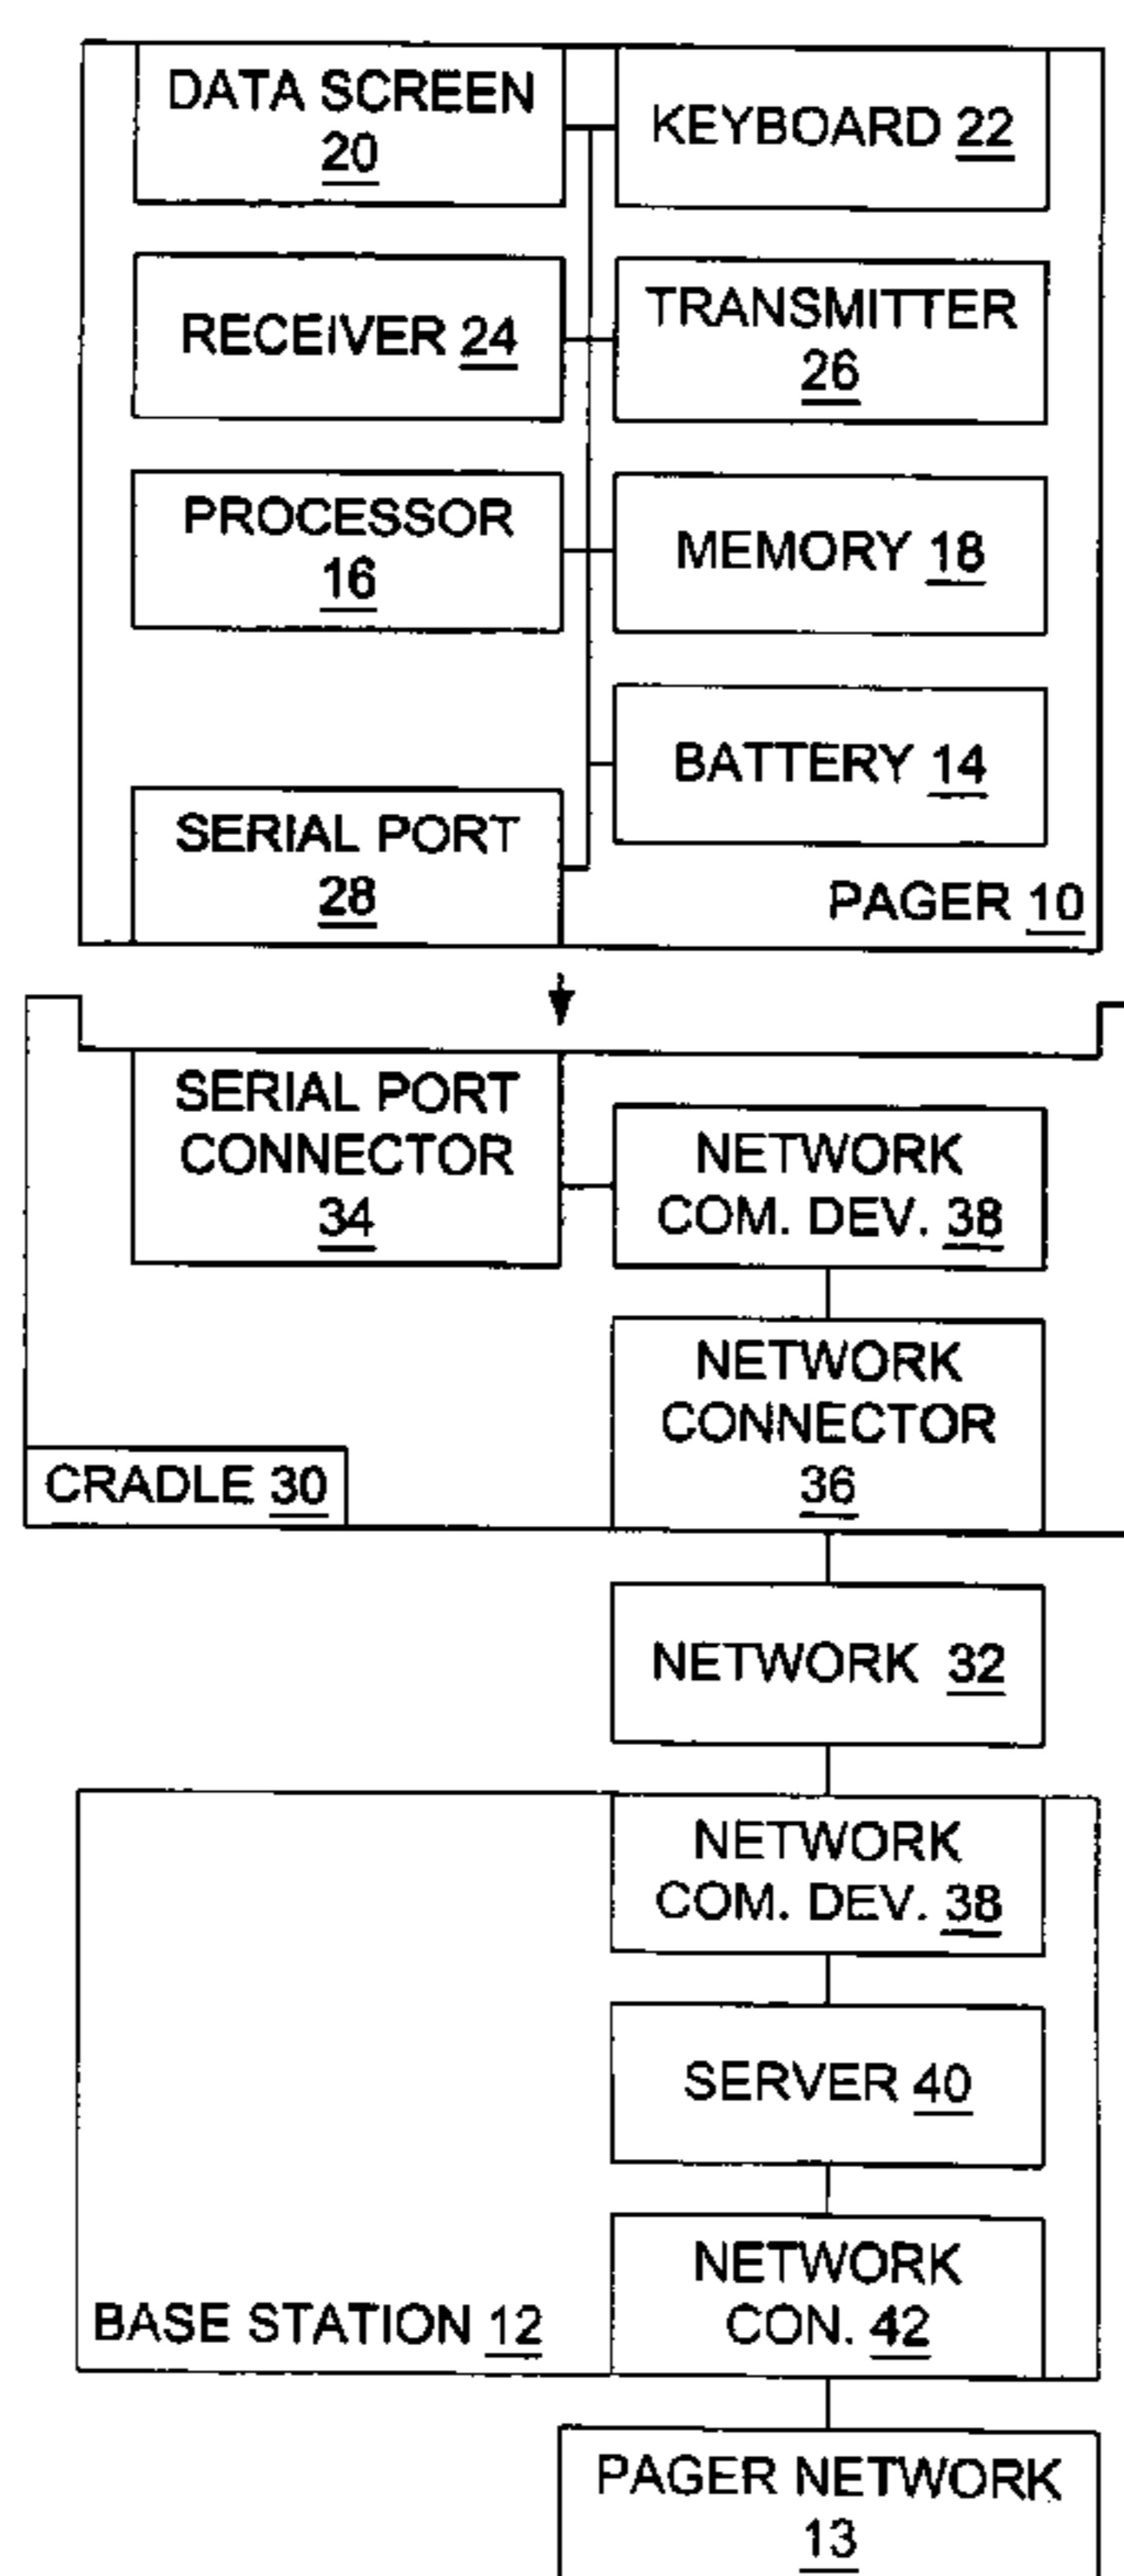 DATA SCREEN
20
KEYBOARD 22
RECEIVER 24
TRANSMITTER
26
PROCESSOR
16
MEMORY 18
BATTERY 14
SERIAL PORT
28
PAGER 10
SERIAL PORT
CONNECTOR
34
NETWORK
COM. DEV. 38
NETWORK
CONNECTOR
36
CRADLE 30
NETWORK 32
NETWORK
COM. DEV. 38
SERVER 40
NETWORK
CON. 42
BASE STATION 12
PAGER NETWORK
13